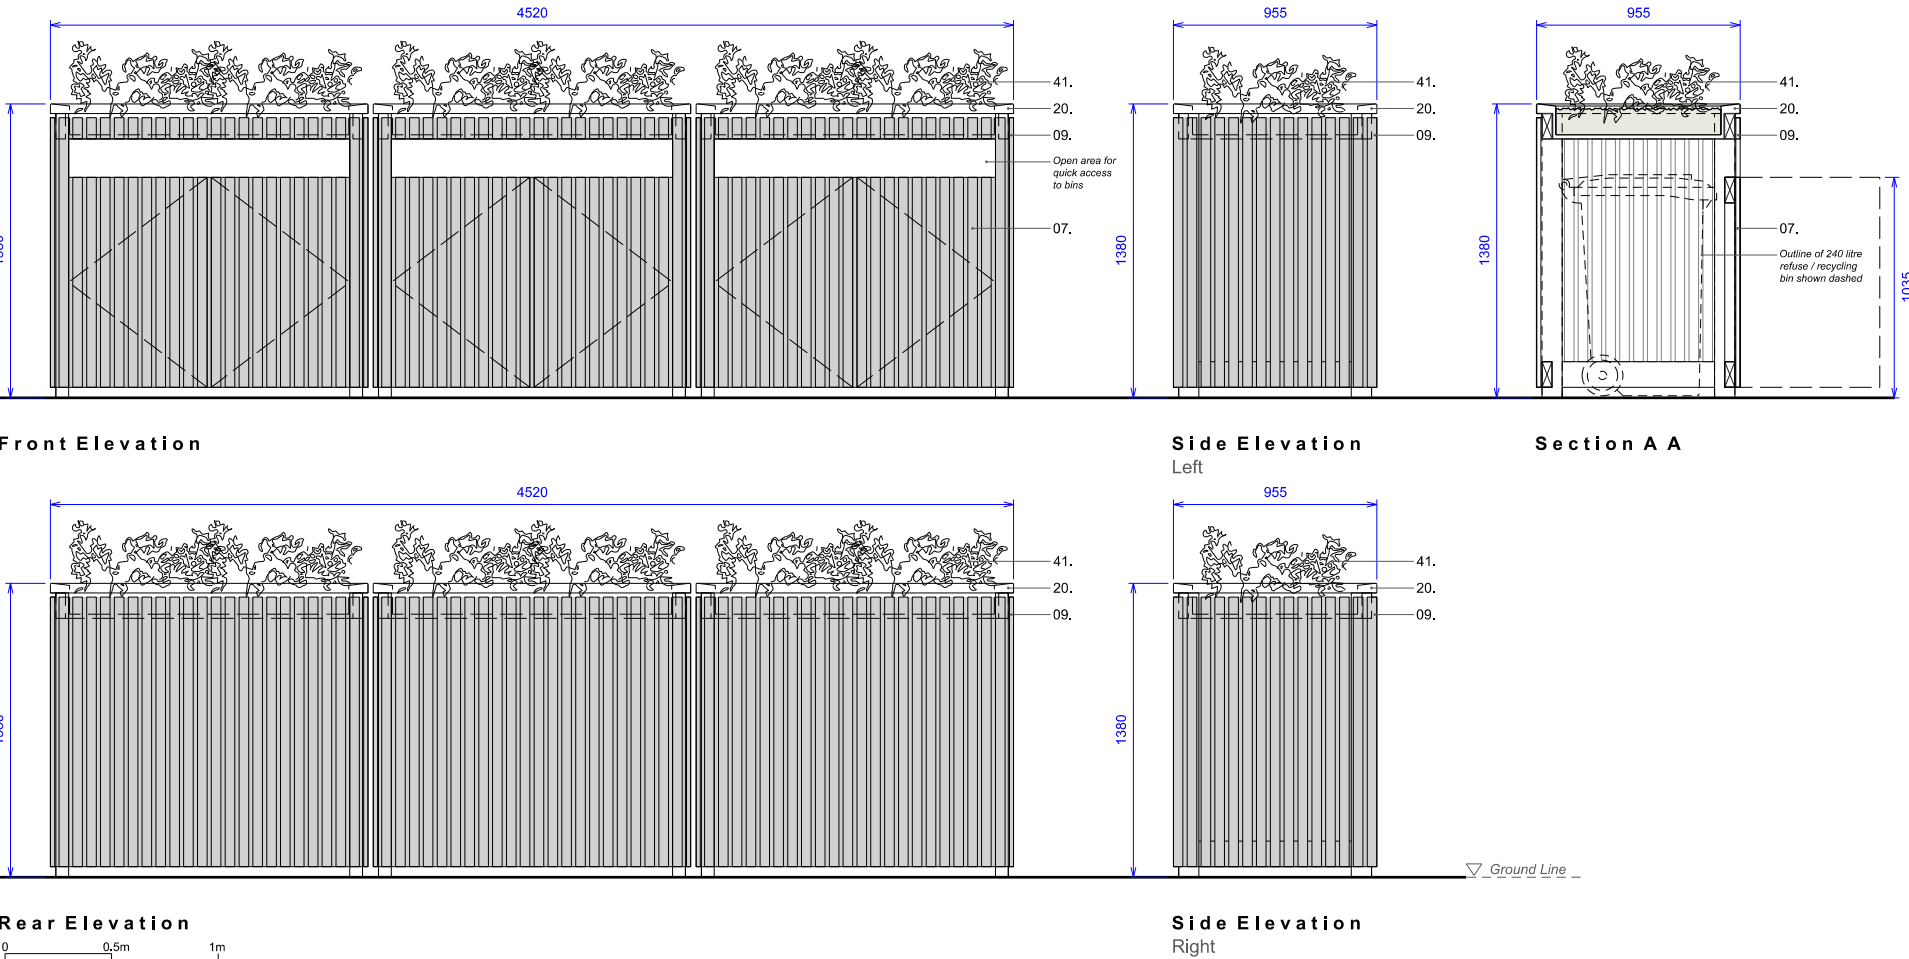 4520
955
955
41.
20.
09.
Open area for
quick access
to bins
07.
1380
41.
20.
09.
1380
41.
20.
09.
07.
Outline of 240 litre
refuse / recycling
bin shown dashed
1035
Front Elevation
Side Elevation
Left
Section A A
4520
955
41.
20.
09.
1380
41.
20.
09.
Ground Line
Rear Elevation
Side Elevation
Right
0 0.5m 1m